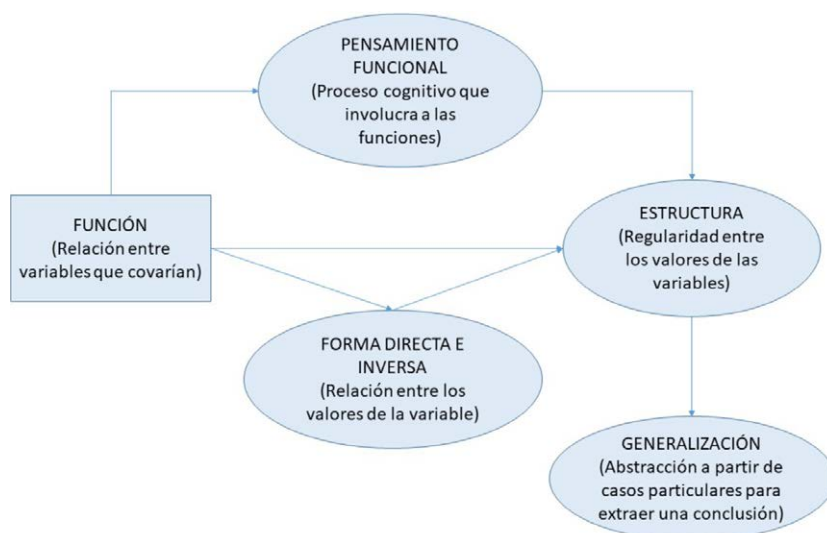 PENSAMIENTO
FUNCIONAL
(Proceso cognitivo que
involucra a las
funciones)
FUNCIÓN
(Relación entre
variables que covarían)
ESTRUCTURA
(Regularidad entre
los valores de las
variables)
FORMA DIRECTA E
INVERSA
(Relación entre los
valores de la variable)
GENERALIZACIÓN
(Abstracción a partir de
casos particulares para
extraer una conclusión)